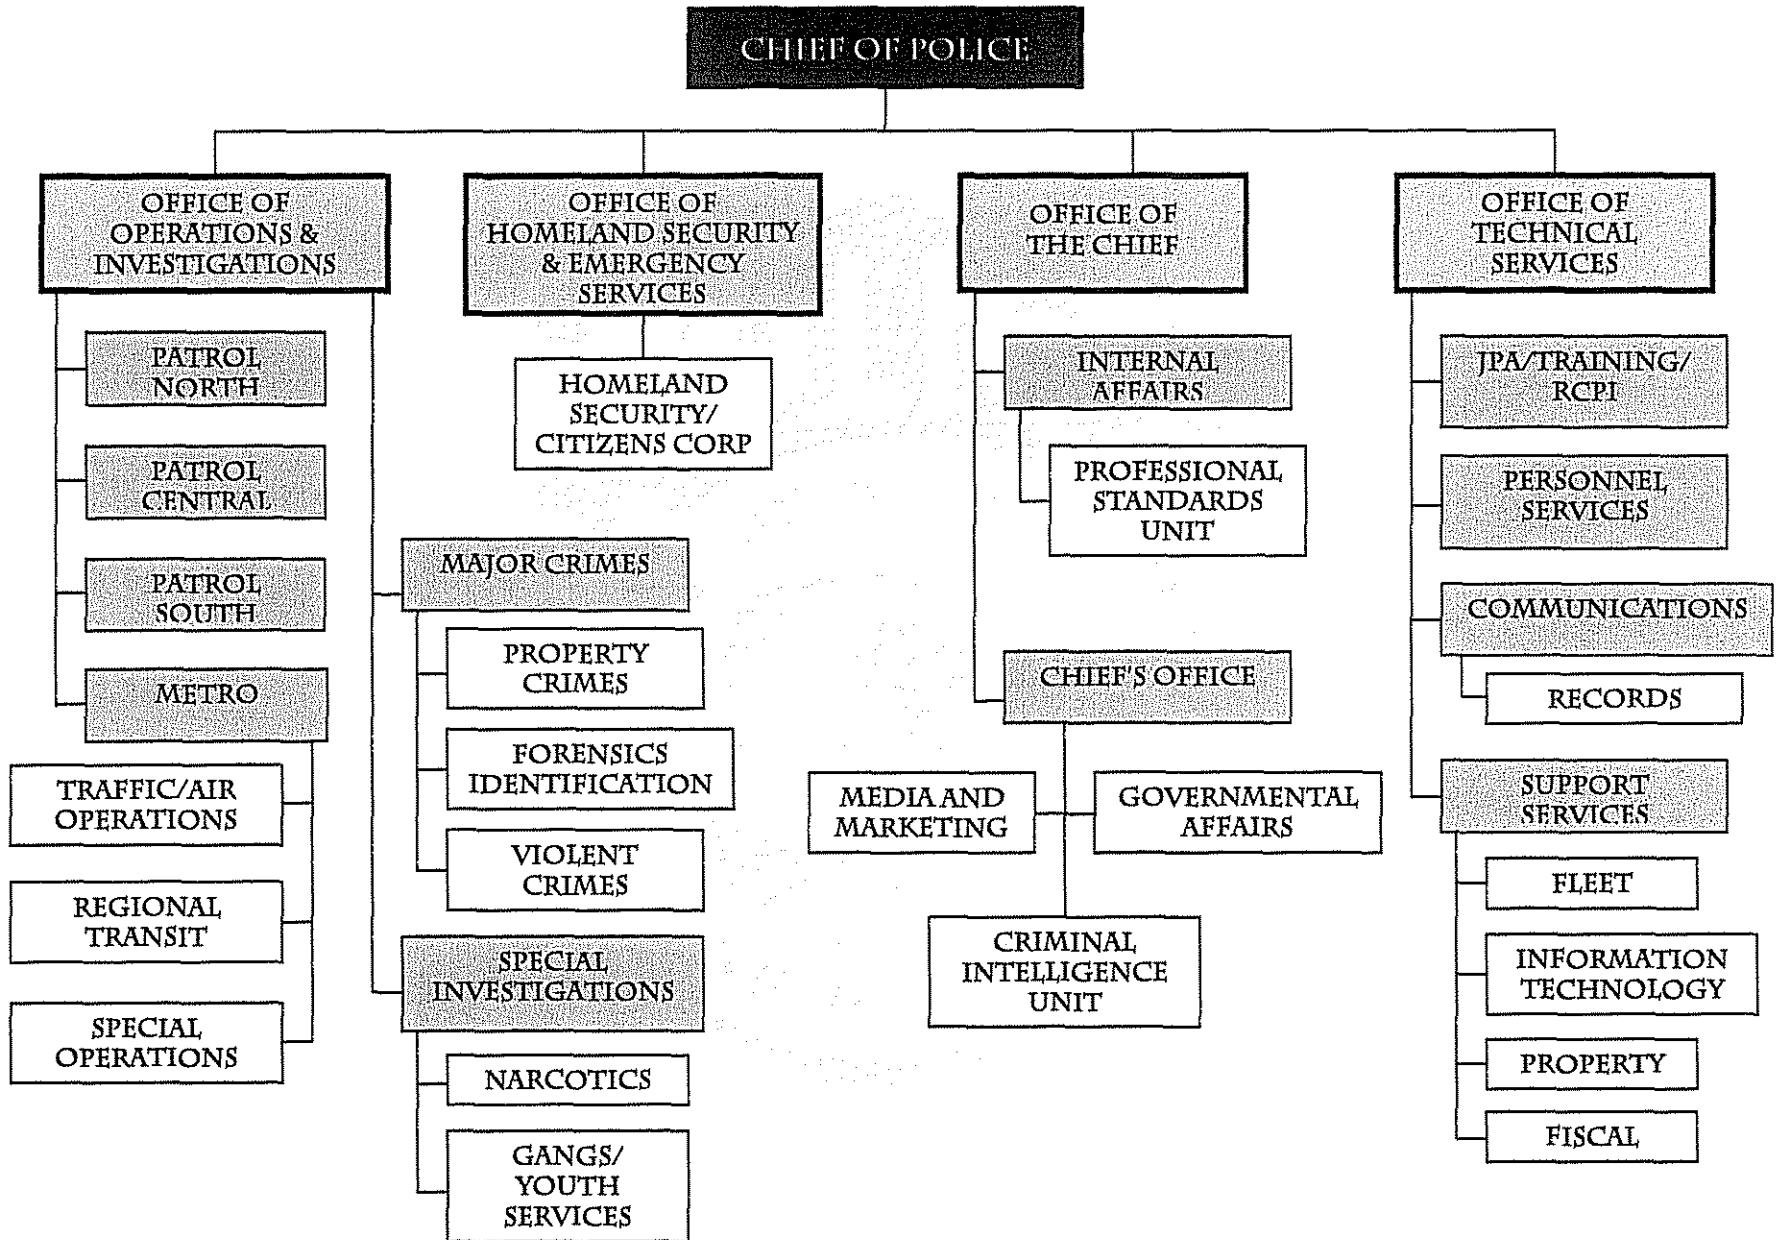 CHIEF OF POLICE
OFFICE OF
OPERATIONS &
INVESTIGATIONS
PATROL
NORTH
PATROL
CENTRAL
PATROL
SOUTH
METRO
TRAFFIC/AIR
OPERATIONS
REGIONAL
TRANSIT
SPECIAL
OPERATIONS
MAJOR CRIMES
PROPERTY
CRIMES
FORENSICS
IDENTIFICATION
VIOLENT
CRIMES
SPECIAL
INVESTIGATIONS
NARCOTICS
GANGS/
YOUTH
SERVICES
OFFICE OF
HOMELAND SECURITY
& EMERGENCY
SERVICES
HOMELAND
SECURITY/
CITIZENS CORP
OFFICE OF
THE CHIEF
INTERNAL
AFFAIRS
PROFESSIONAL
STANDARDS
UNIT
CHIEF'S OFFICE
MEDIA AND
MARKETING
GOVERNMENTAL
AFFAIRS
CRIMINAL
INTELLIGENCE
UNIT
OFFICE OF
TECHNICAL
SERVICES
JPA/TRAINING/
RCPI
PERSONNEL
SERVICES
COMMUNICATIONS
RECORDS
SUPPORT
SERVICES
FLEET
INFORMATION
TECHNOLOGY
PROPERTY
FISCAL